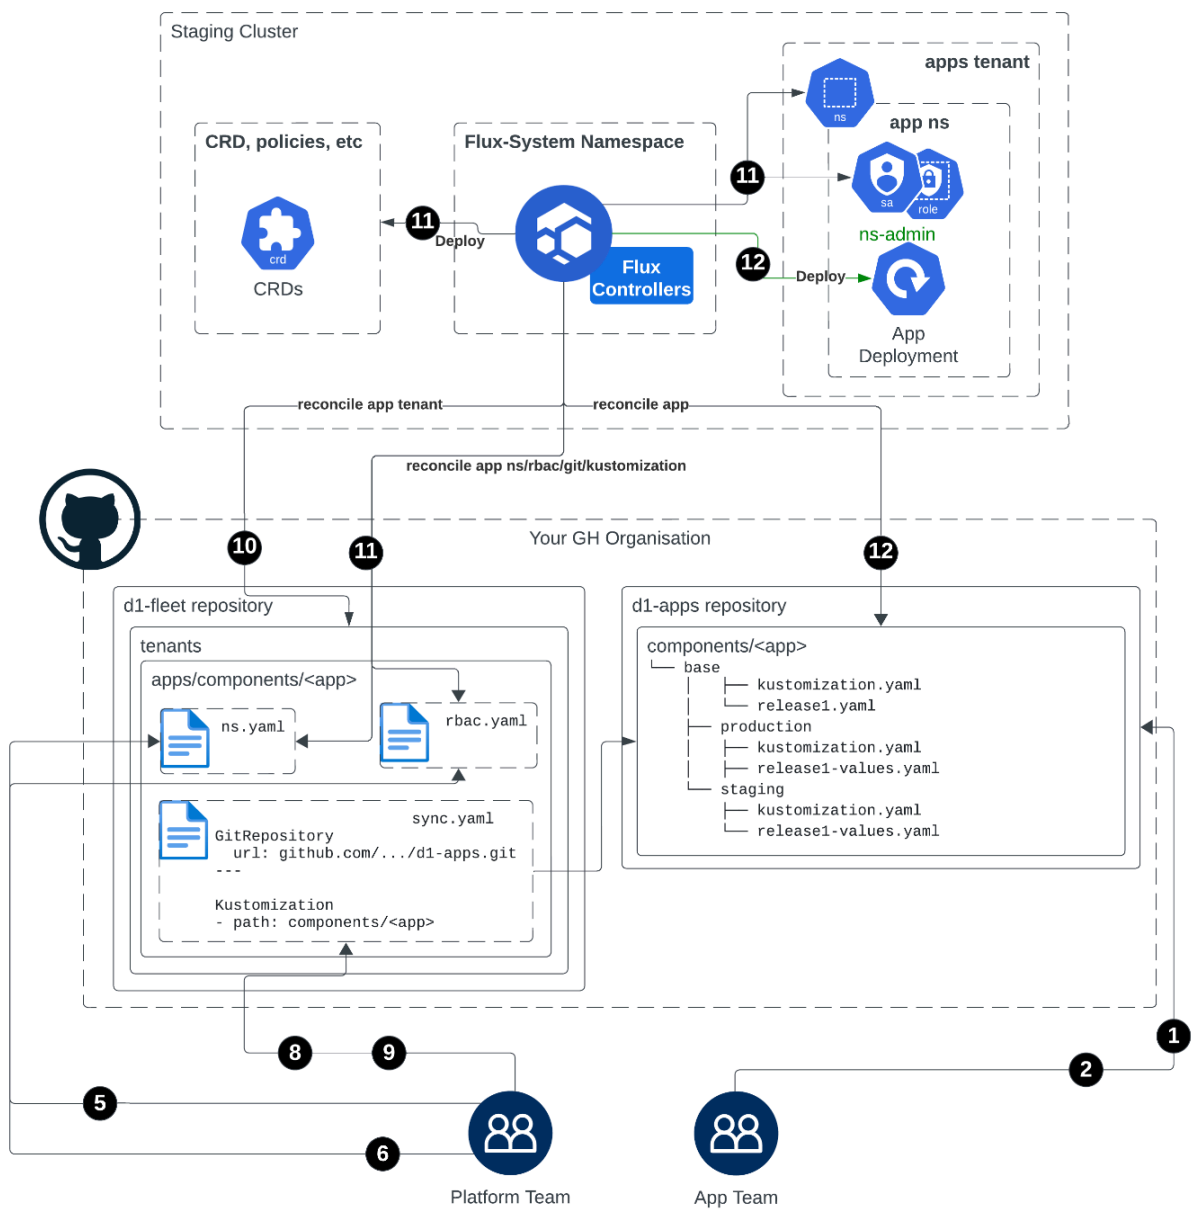 Staging Cluster
apps tenant
ns
app ns
CRD, policies, etc
Flux-System Namespace
11
sa
role
11
Deploy
ns-admin
crd
CRDs
Flux
Controllers
12
Deploy
App
Deployment
reconcile app tenant
reconcile app
reconcile app ns/rbac/git/kustomization
Your GH Organisation
10
11
12
d1-fleet repository
tenants
apps/components/<app>
ns.yaml
rbac.yaml
sync.yaml
GitRepository
url: github.com/.../d1-apps.git
---
Kustomization
- path: components/<app>
d1-apps repository
components/<app>
└── base
├── kustomization.yaml
└── release1.yaml
├── production
├── kustomization.yaml
├── release1-values.yaml
└── staging
├── kustomization.yaml
└── release1-values.yaml
8
9
1
2
5
6
Platform Team
App Team